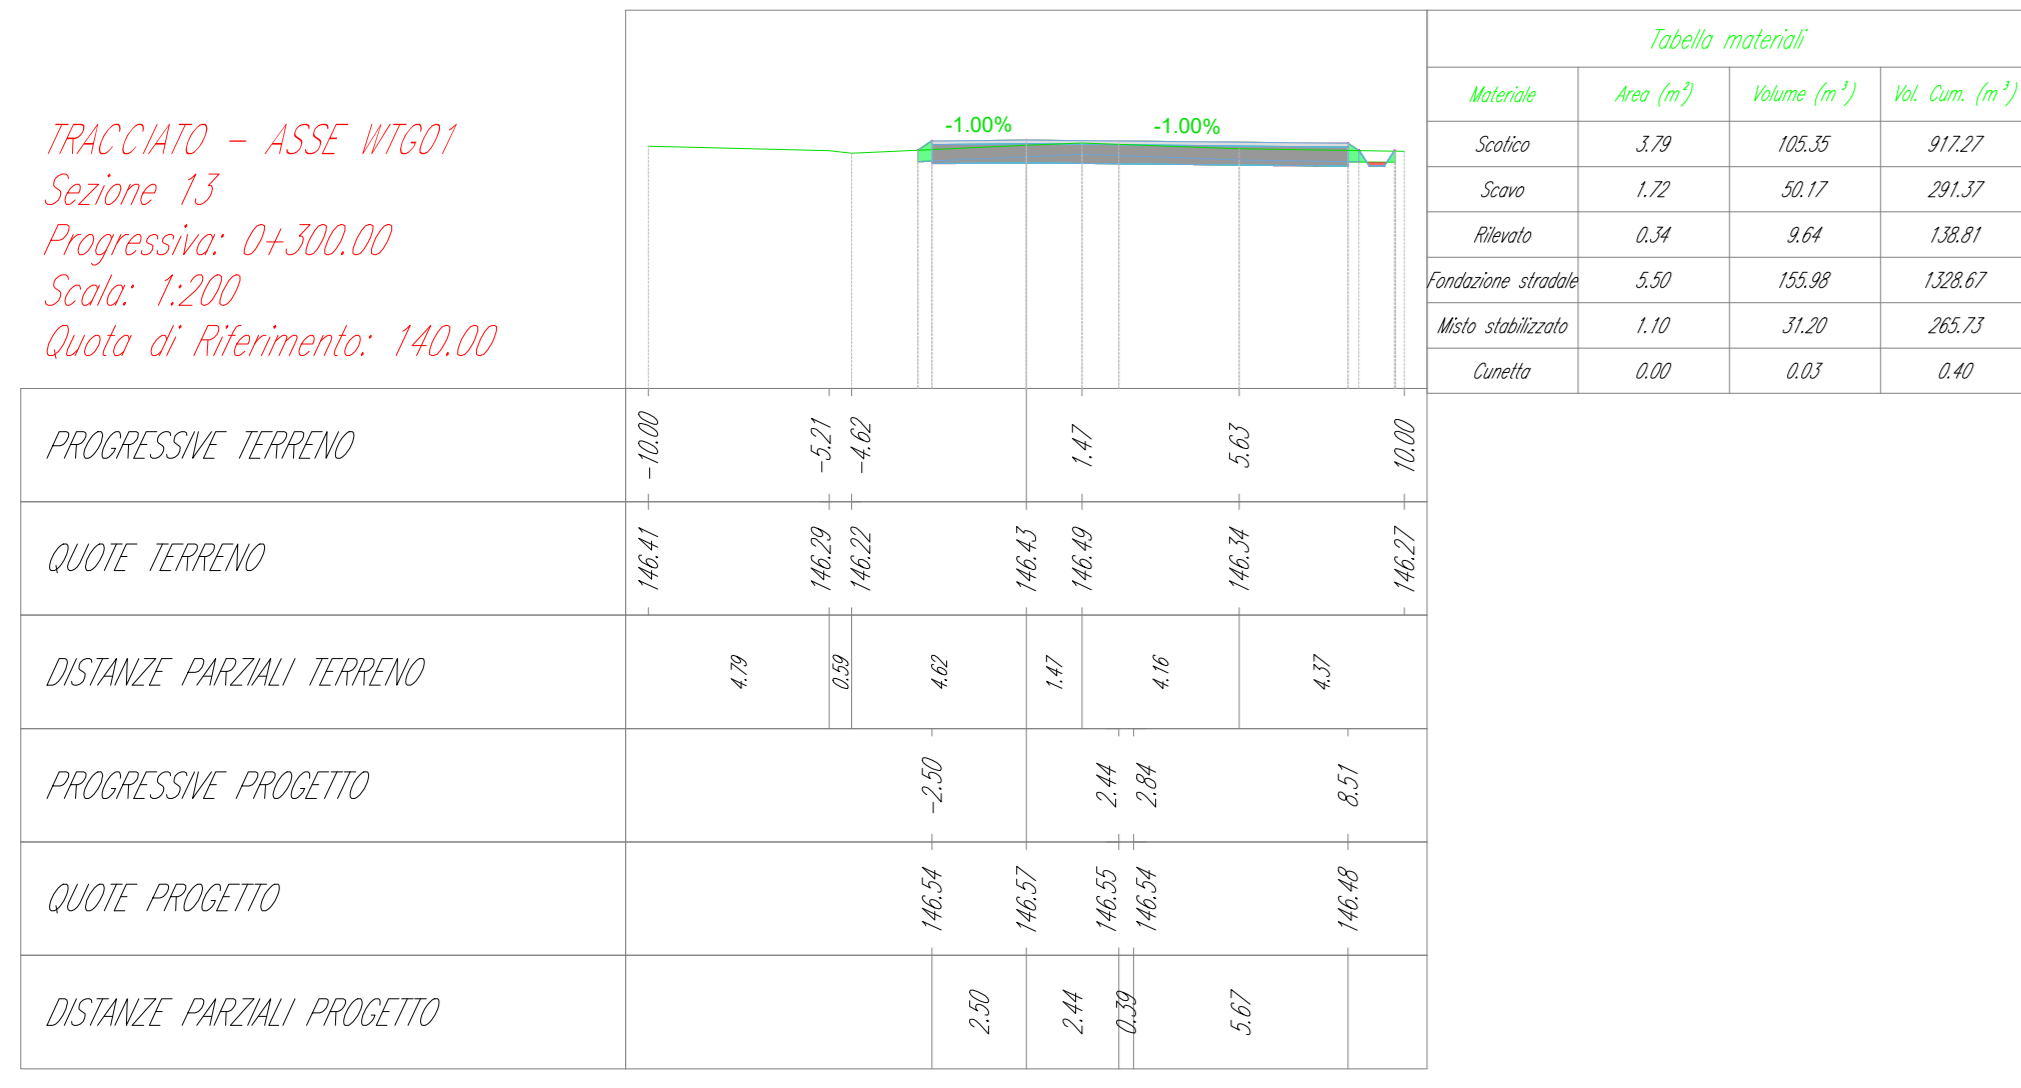 TRACCIATO - ASSE WTG01
Sezione 13
Progressiva: 0+300.00
Scala: 1:200
Quota di Riferimento: 140.00
-1.00% -1.00%
Tabella materiali
Materiale Area (m²) Volume (m³) Vol. Cum. (m³)
Scotico 3.79 105.35 917.27
Scavo 1.72 50.17 291.37
Rilevato 0.34 9.64 138.81
Fondazione stradale 5.50 155.98 1328.67
Misto stabilizzato 1.10 31.20 265.73
Cunetta 0.00 0.03 0.40
PROGRESSIVE TERRENO -10.00 -5.21 -4.62 1.47 5.63 10.00
QUOTE TERRENO 146.41 146.29 146.22 146.43 146.49 146.34 146.27
DISTANZE PARZIALI TERRENO 4.79 0.59 4.62 1.47 4.16 4.37
PROGRESSIVE PROGETTO -2.50 2.44 2.84 8.51
QUOTE PROGETTO 146.54 146.57 146.55 146.54 146.48
DISTANZE PARZIALI PROGETTO 2.50 2.44 0.39 5.67